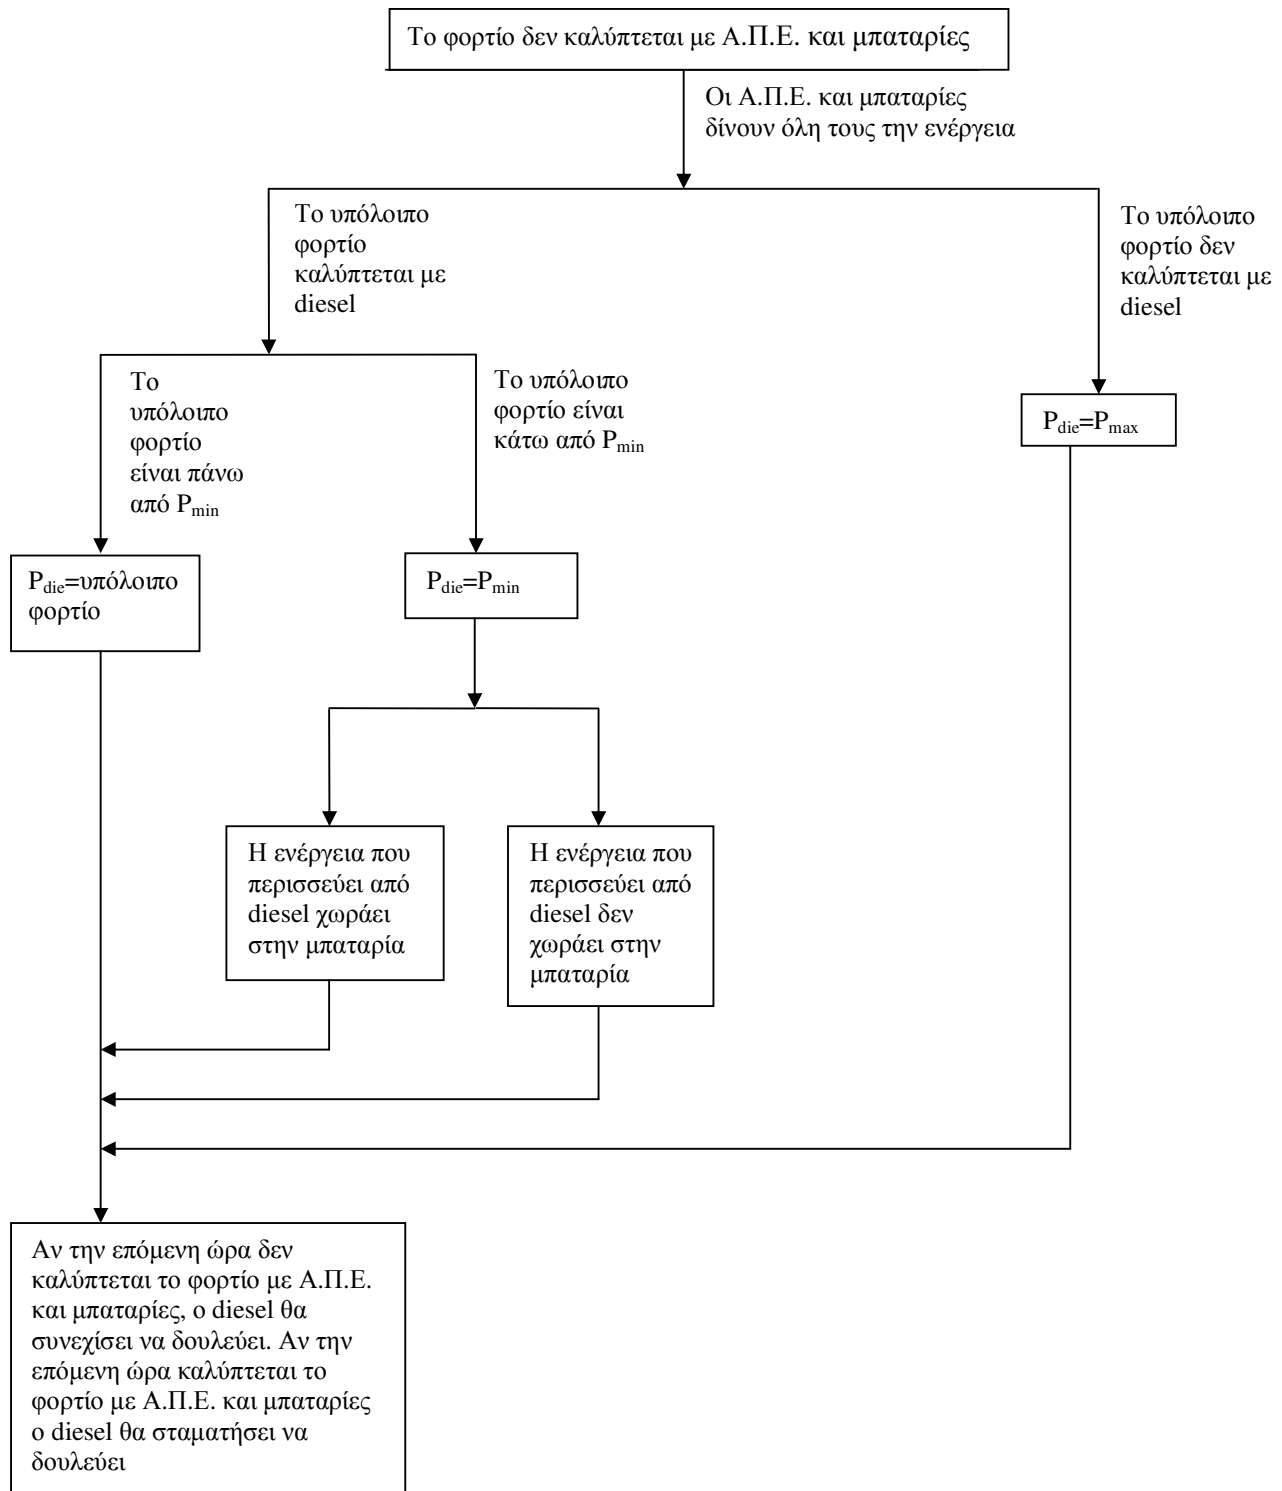 Το φορτίο δεν καλύπτεται με Α.Π.Ε. και μπαταρίες
Οι Α.Π.Ε. και μπαταρίες
δίνουν όλη τους την ενέργεια
Το υπόλοιπο
φορτίο
καλύπτεται με
diesel
Το υπόλοιπο
φορτίο δεν
καλύπτεται με
diesel
Το
υπόλοιπο
φορτίο
είναι πάνω
από Pmin
Το υπόλοιπο
φορτίο είναι
κάτω από Pmin
Pdie=Pmax
Pdie=υπόλοιπο
φορτίο
Pdie=Pmin
Η ενέργεια που
περισσεύει από
diesel χωράει
στην μπαταρία
Η ενέργεια που
περισσεύει από
diesel δεν
χωράει στην
μπαταρία
Αν την επόμενη ώρα δεν
καλύπτεται το φορτίο με Α.Π.Ε.
και μπαταρίες, ο diesel θα
συνεχίσει να δουλεύει. Αν την
επόμενη ώρα καλύπτεται το
φορτίο με Α.Π.Ε. και μπαταρίες
ο diesel θα σταματήσει να
δουλεύει